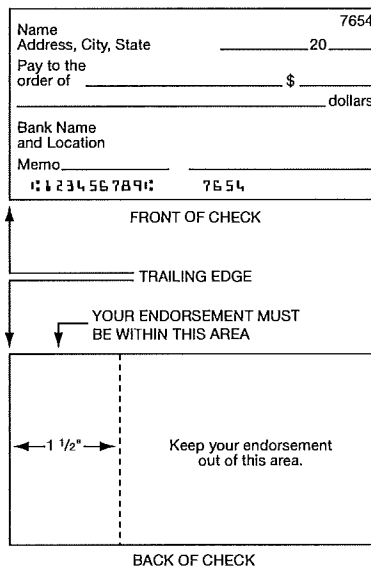 7654
Name
Address, City, State 20
Pay to the
order of $
dollars
Bank Name
and Location
Memo
⑆123456789⑆ 7654
FRONT OF CHECK
TRAILING EDGE
YOUR ENDORSEMENT MUST
BE WITHIN THIS AREA
1 1/2"
Keep your endorsement
out of this area.
BACK OF CHECK